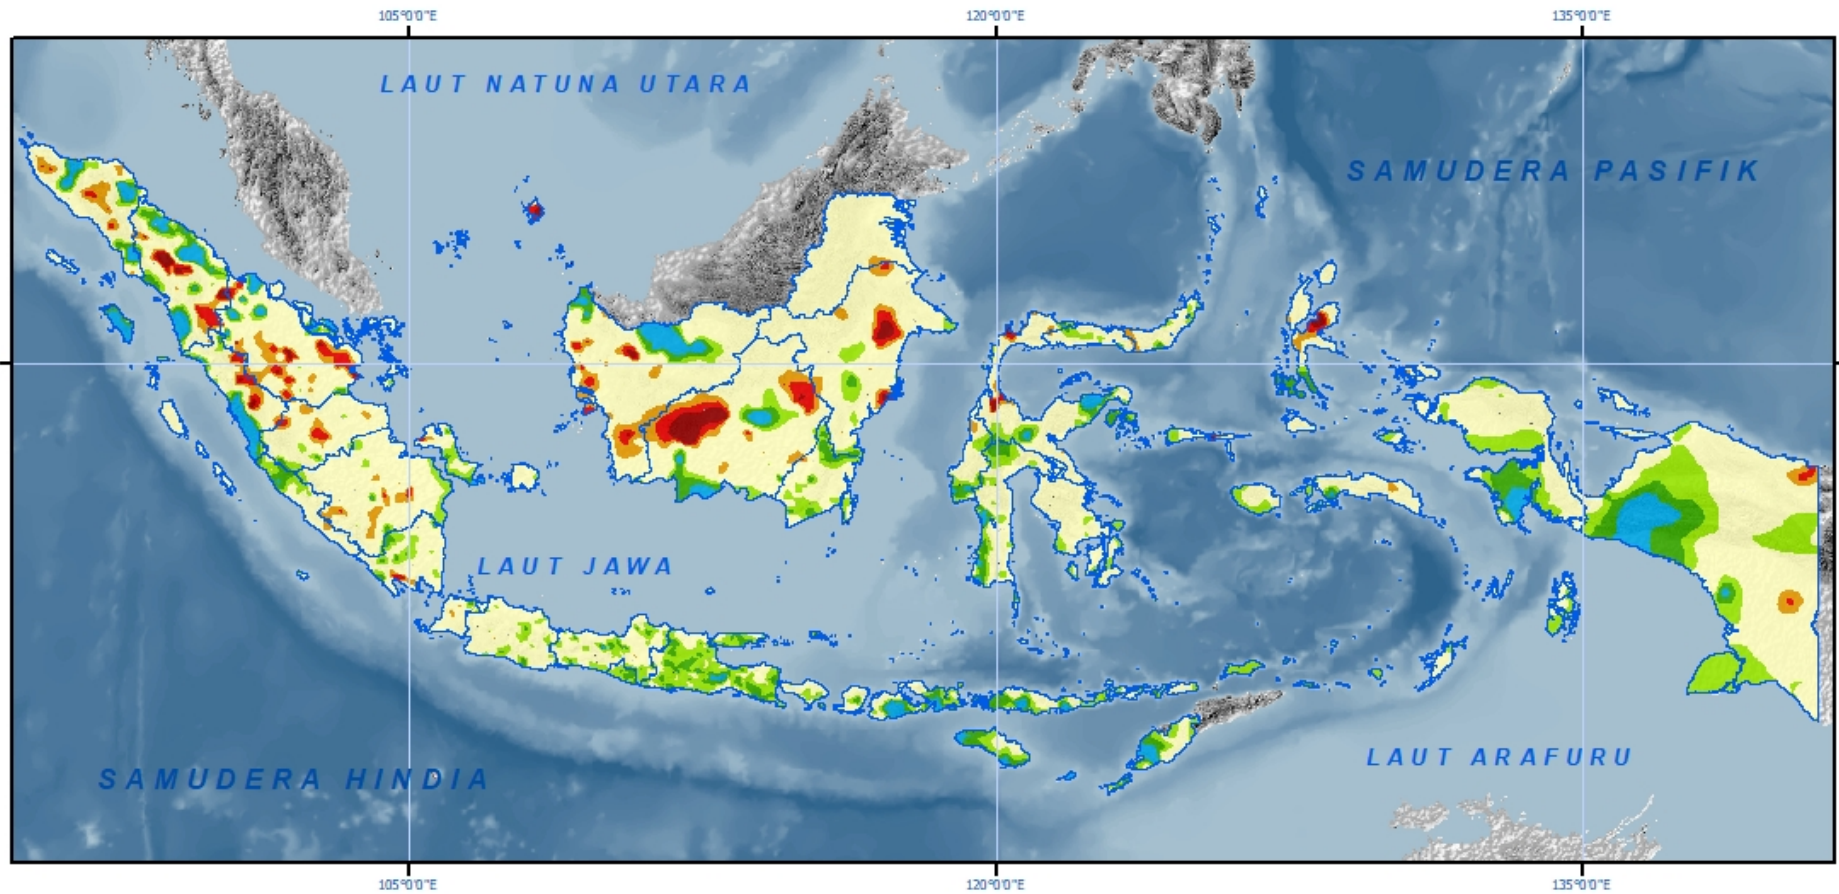 105°0'0"E 120°0'0"E 135°0'0"E
LAUT NATUNA UTARA
SAMUDERA PASIFIK
LAUT JAWA
LAUT ARAFURU
SAMUDERA HINDIA
105°0'0"E 120°0'0"E 135°0'0"E